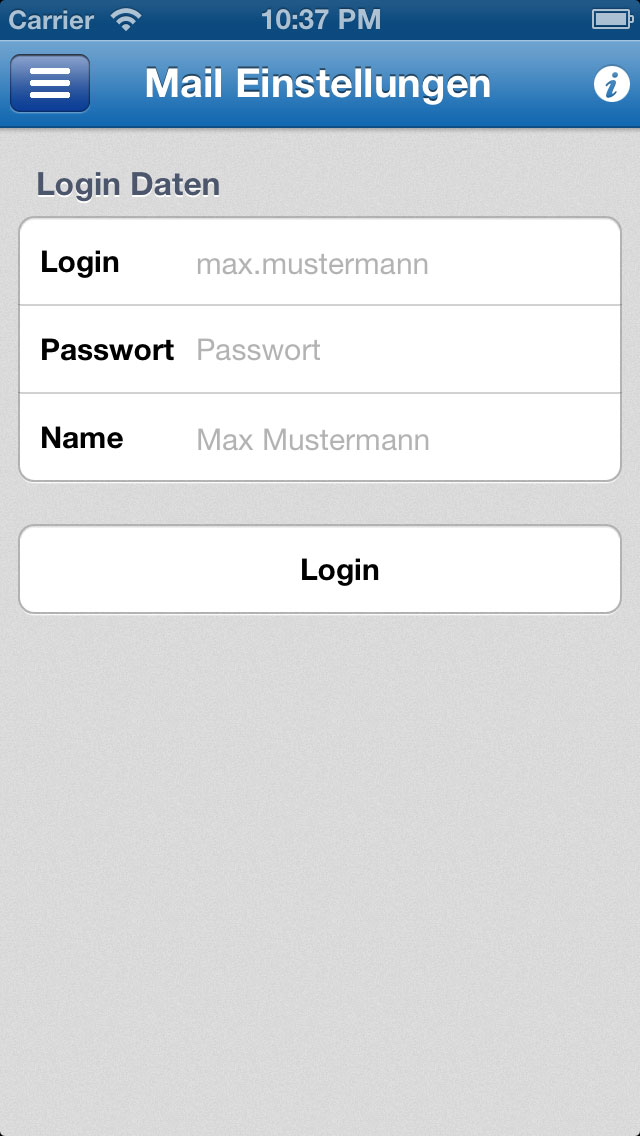 Carrier 10:37 PM
Mail Einstellungen
Login Daten
Login max.mustermann
Passwort Passwort
Name Max Mustermann
Login